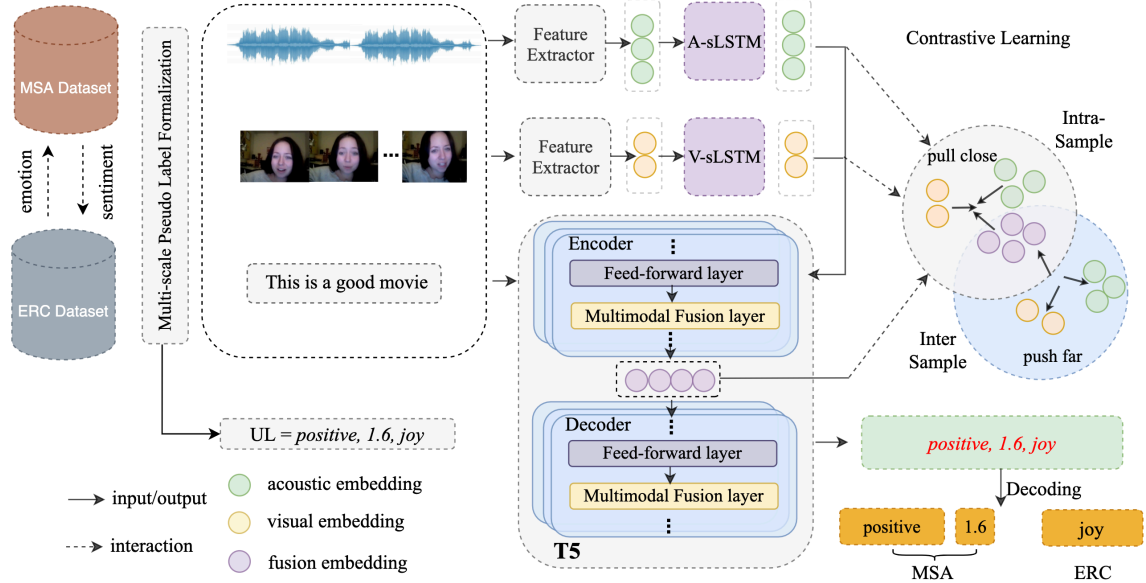 MSA Dataset
emotion
sentiment
ERC Dataset
Multi-scale Pseudo Label Formalization
This is a good movie
UL = positive, 1.6, joy
input/output
interaction
acoustic embedding
visual embedding
fusion embedding
Feature
Extractor
A-sLSTM
Feature
Extractor
V-sLSTM
Encoder
Feed-forward layer
Multimodal Fusion layer
Decoder
Feed-forward layer
Multimodal Fusion layer
T5
Contrastive Learning
Intra-
Sample
pull close
Inter
Sample
push far
positive, 1.6, joy
Decoding
positive
1.6
joy
MSA
ERC